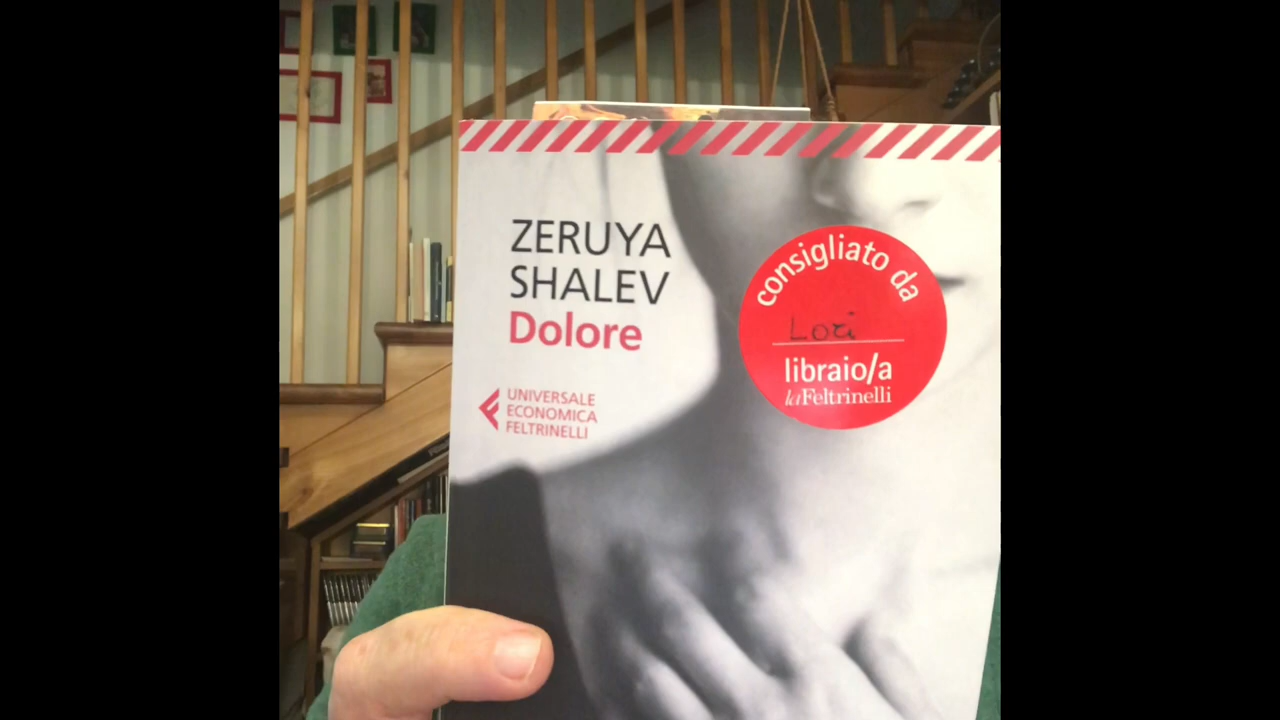 ZERUYA
SHALEV
Dolore
UNIVERSALE
ECONOMICA
FELTRINELLI
consigliato da
Lori
libraio/a
laFeltrinelli